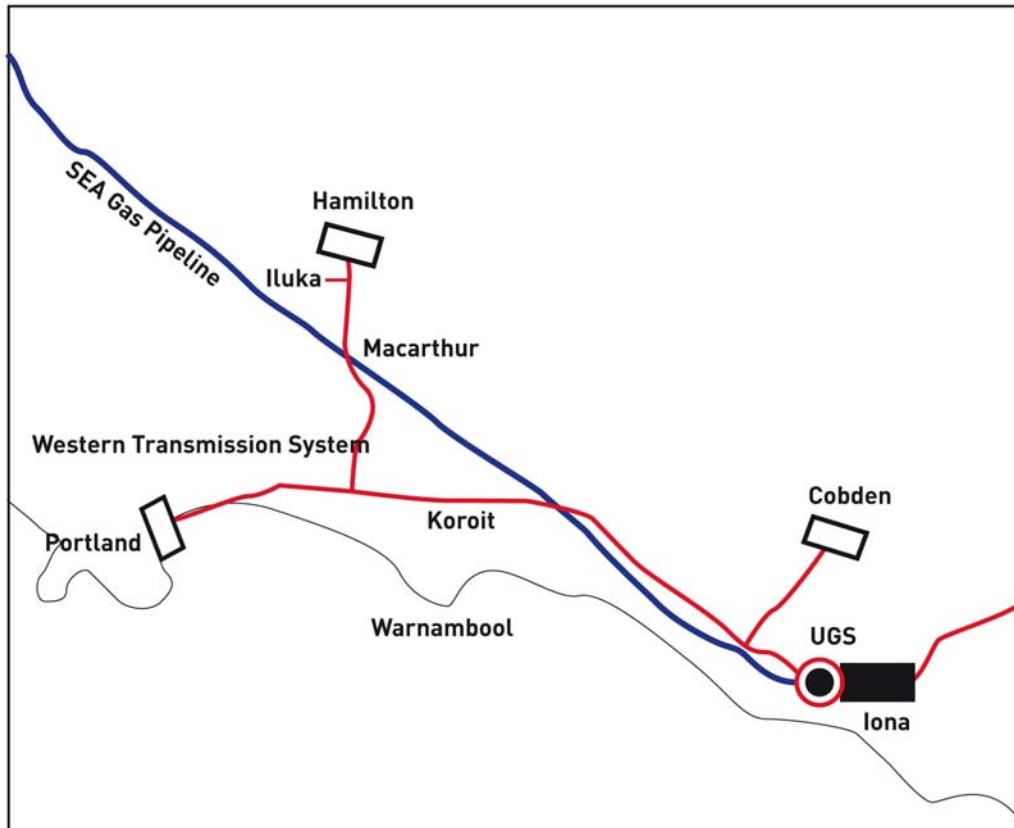 SEA Gas Pipeline
Hamilton
Iluka
Macarthur
Western Transmission System
Cobden
Koroit
Portland
Warnambool
UGS
Iona